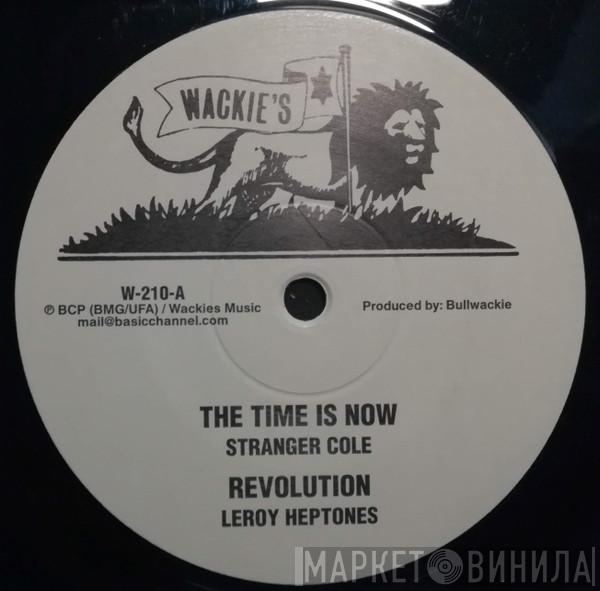 WACKIE'S
W-210-A
℗ BCP (BMG/UFA) / Wackies Music
mail@basicchannel.com
Produced by: Bullwackie
THE TIME IS NOW
STRANGER COLE
REVOLUTION
LEROY HEPTONES
МАРКЕТ ВИНИЛА